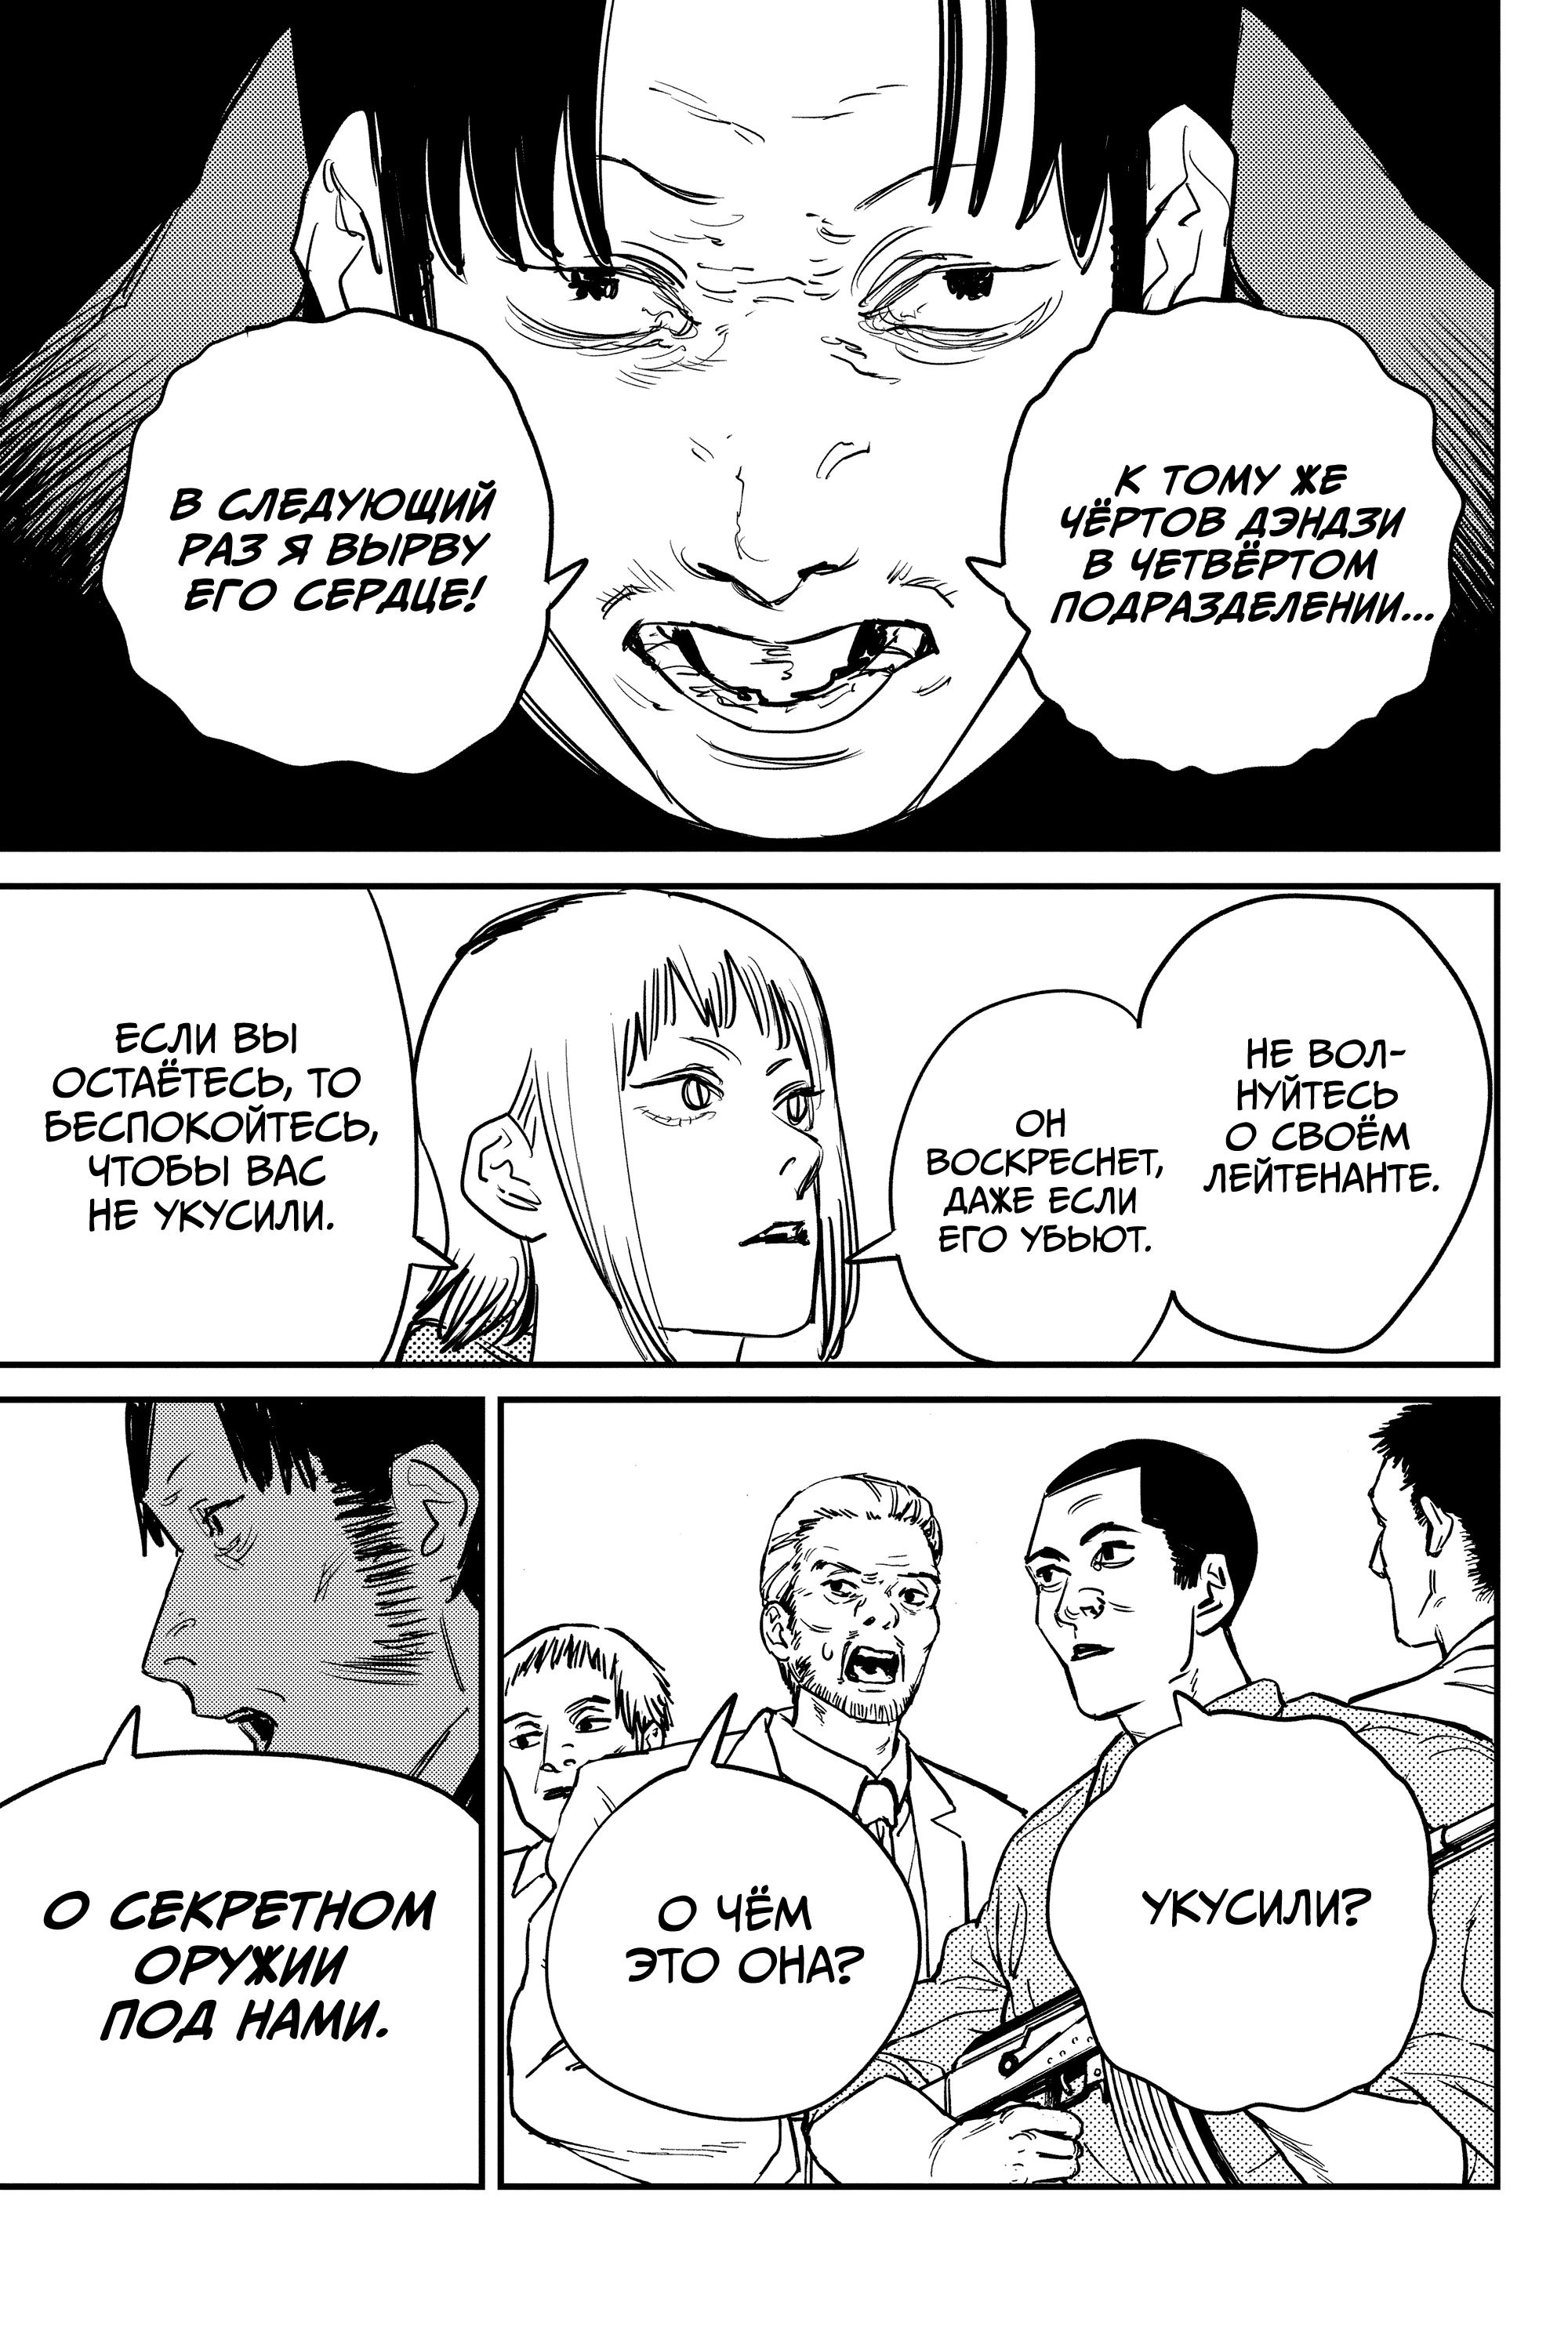 К ТОМУ ЖЕ
ЧЁРТОВ ДЭНДЗИ
В ЧЕТВЁРТОМ
ПОДРАЗДЕЛЕНИИ...
В СЛЕДУЮЩИЙ
РАЗ Я ВЫРВУ
ЕГО СЕРДЦЕ!
НЕ ВОЛ-
НУЙТЕСЬ
О СВОЁМ
ЛЕЙТЕНАНТЕ.
ОН
ВОСКРЕСНЕТ,
ДАЖЕ ЕСЛИ
ЕГО УБЬЮТ.
ЕСЛИ ВЫ
ОСТАЁТЕСЬ, ТО
БЕСПОКОЙТЕСЬ,
ЧТОБЫ ВАС
НЕ УКУСИЛИ.
УКУСИЛИ?
О ЧЁМ
ЭТО ОНА?
О СЕКРЕТНОМ
ОРУЖИИ
ПОД НАМИ.